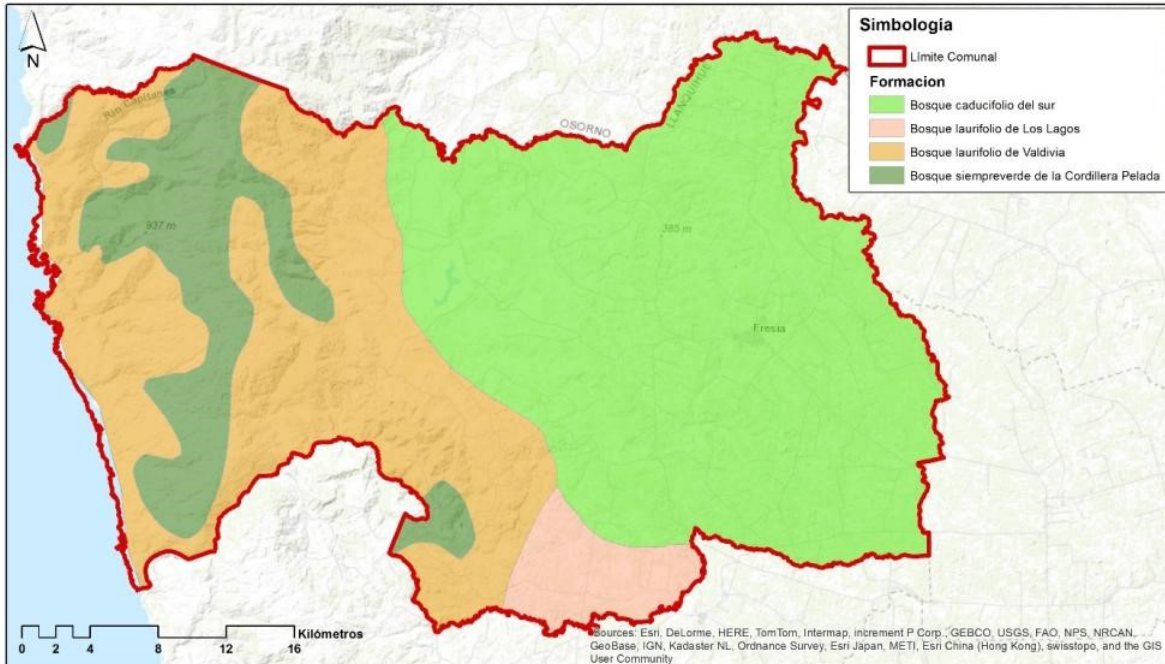 N
Simbología
Límite Comunal
Formacion
Bosque caducifolio del sur
Bosque laurifolio de Los Lagos
Bosque laurifolio de Valdivia
Bosque siempreverde de la Cordillera Pelada
Río Capitanes
OSORNO
LLANQUIHUE
937 m
385 m
Fresia
Kilómetros
0 2 4 8 12 16
Sources: Esri, DeLorme, HERE, TomTom, Intermap, increment P Corp., GEBCO, USGS, FAO, NPS, NRCAN,
GeoBase, IGN, Kadaster NL, Ordnance Survey, Esri Japan, METI, Esri China (Hong Kong), swisstopo, and the GIS
User Community